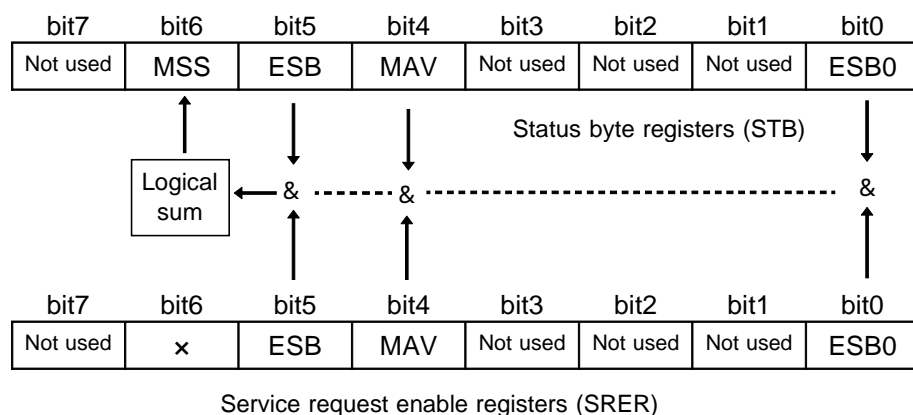 bit7 bit6 bit5 bit4 bit3 bit2 bit1 bit0
Not used MSS ESB MAV Not used Not used Not used ESB0
Status byte registers (STB)
Logical
sum
& & &
bit7 bit6 bit5 bit4 bit3 bit2 bit1 bit0
Not used × ESB MAV Not used Not used Not used ESB0
Service request enable registers (SRER)